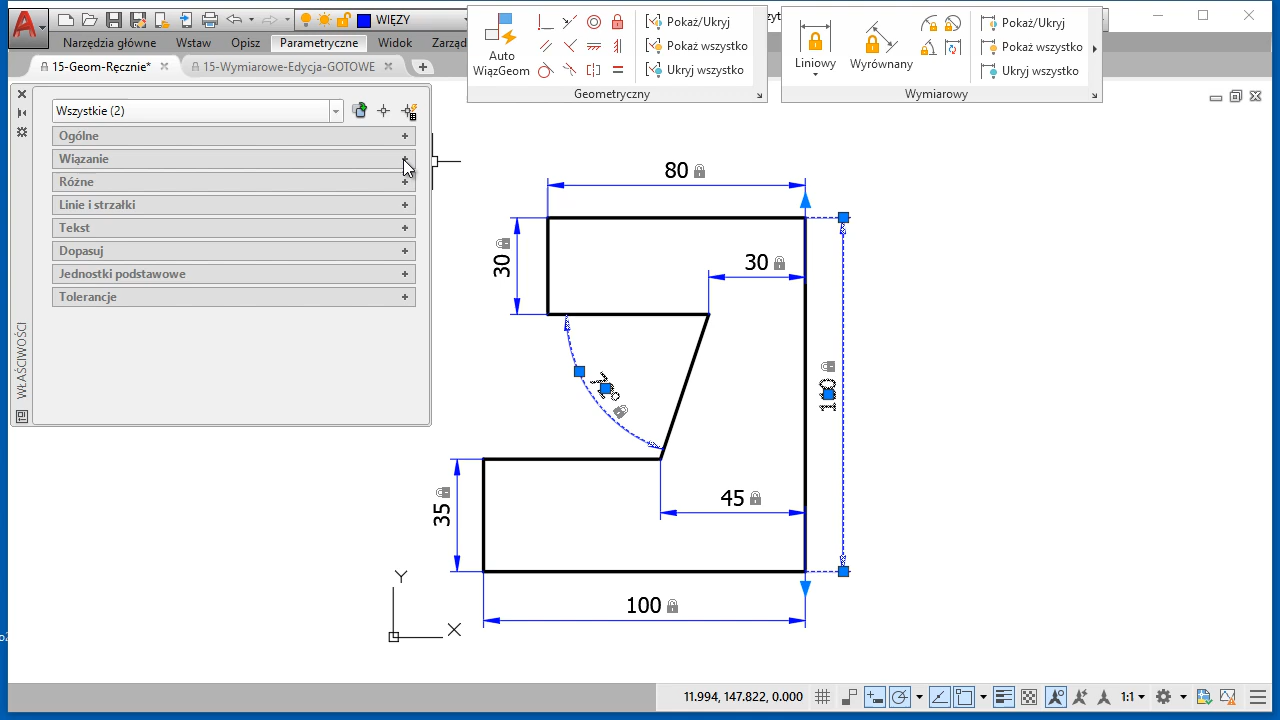 WIĘZY
Narzędzia główne Wstaw Opisz Parametryczne Widok Zarząd
15-Geom-Ręcznie* 15-Wymiarowe-Edycja-GOTOWE
Auto
WiązGeom
Pokaż/Ukryj
Pokaż wszystko
Ukryj wszystko
Geometryczny
Liniowy
Wyrównany
Pokaż/Ukryj
Pokaż wszystko
Ukryj wszystko
Wymiarowy
Wszystkie (2)
Ogólne
Wiązanie
Różne
Linie i strzałki
Tekst
Dopasuj
Jednostki podstawowe
Tolerancje
WŁAŚCIWOŚCI
80
30
30
45
35
100
Y
X
11.994, 147.822, 0.000
1:1